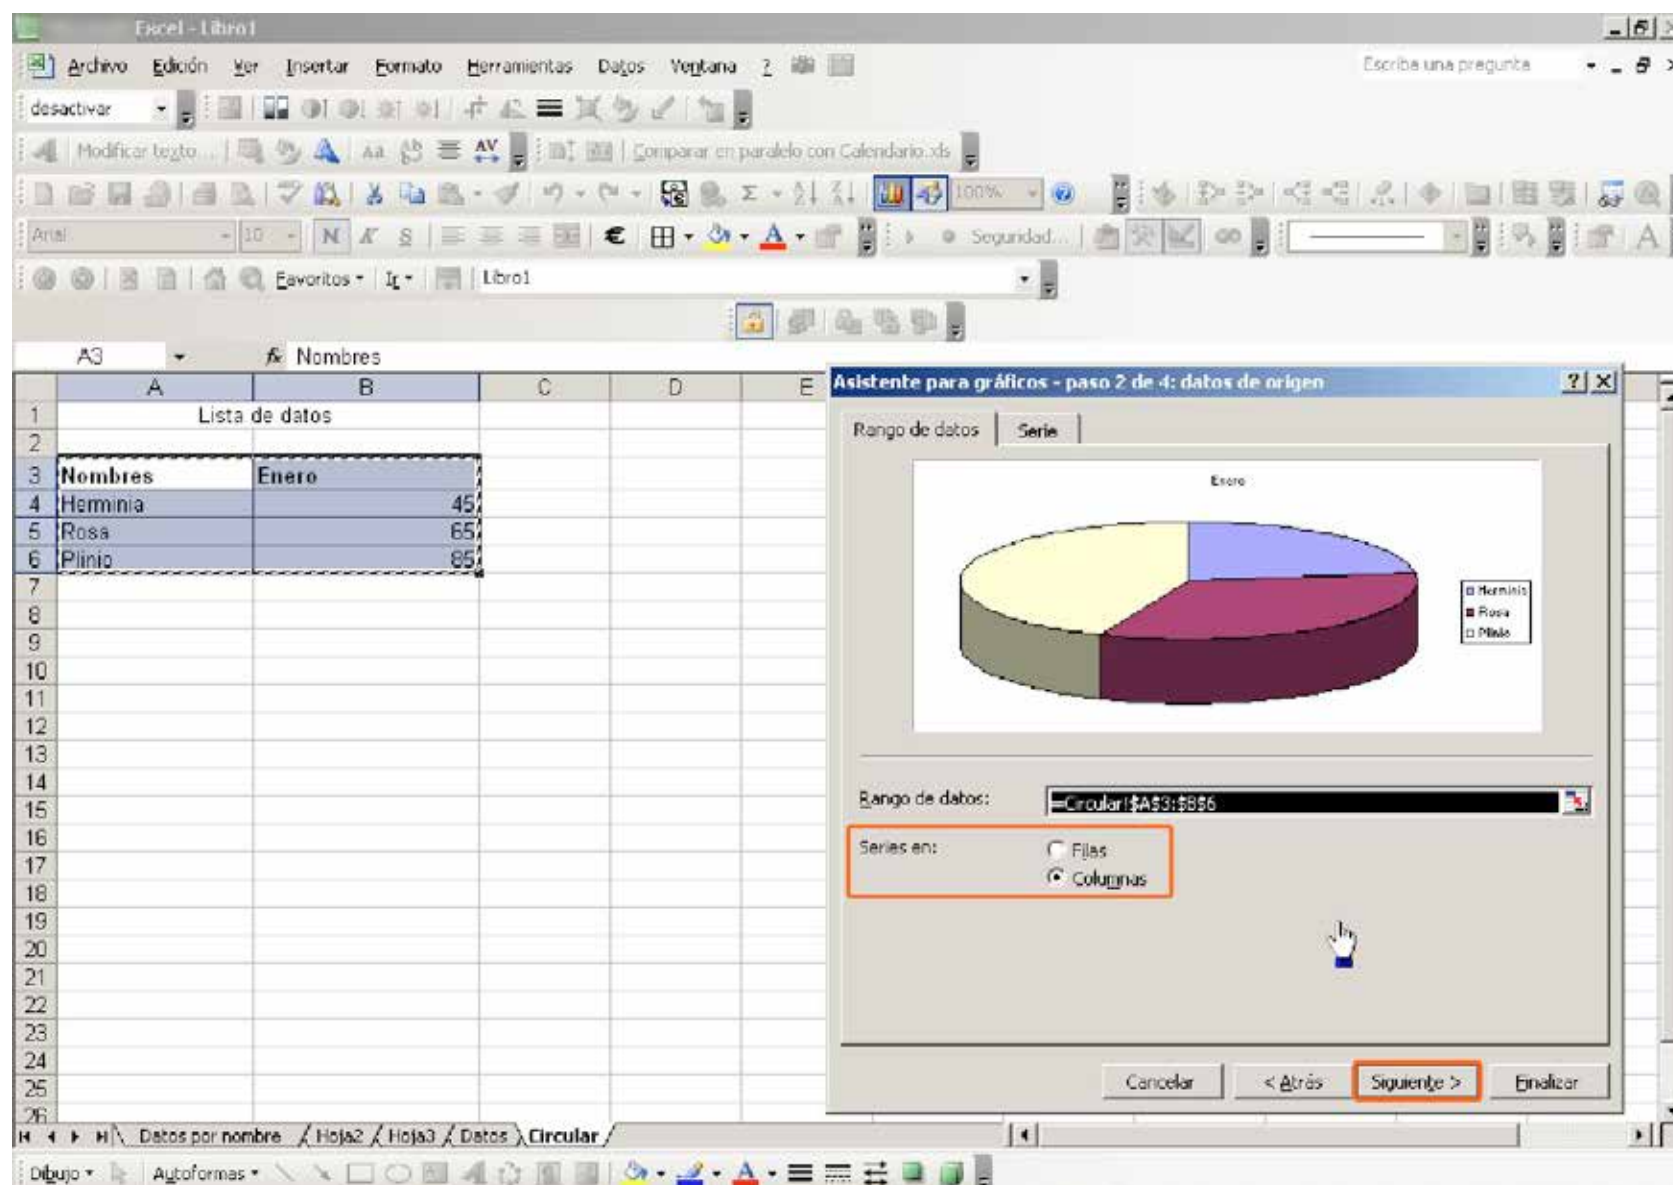 Excel - Libro1
Archivo Edición Ver Insertar Formato Herramientas Datos Ventana ? Escriba una pregunta
desactivar
Modificar texto... Aa Ab AV Comparar en paralelo con Calendario.xls
Σ 100%
Arial 10 N K S € A Seguridad... A
Favoritos Ir Libro1
A3 fx Nombres
A B C D E
1 Lista de datos
2
3 Nombres Enero
4 Herminia 45
5 Rosa 65
6 Plinio 85
7
8
9
10
11
12
13
14
15
16
17
18
19
20
21
22
23
24
25
26
Asistente para gráficos - paso 2 de 4: datos de origen ? X
Rango de datos Serie
Enero
Herminia
Rosa
Plinio
Rango de datos: =Circular!$A$3:$B$6
Series en: Filas
Columnas
Cancelar < Atrás Siguiente > Finalizar
Datos por nombre Hoja2 Hoja3 Datos Circular
Dibujo Autoformas A